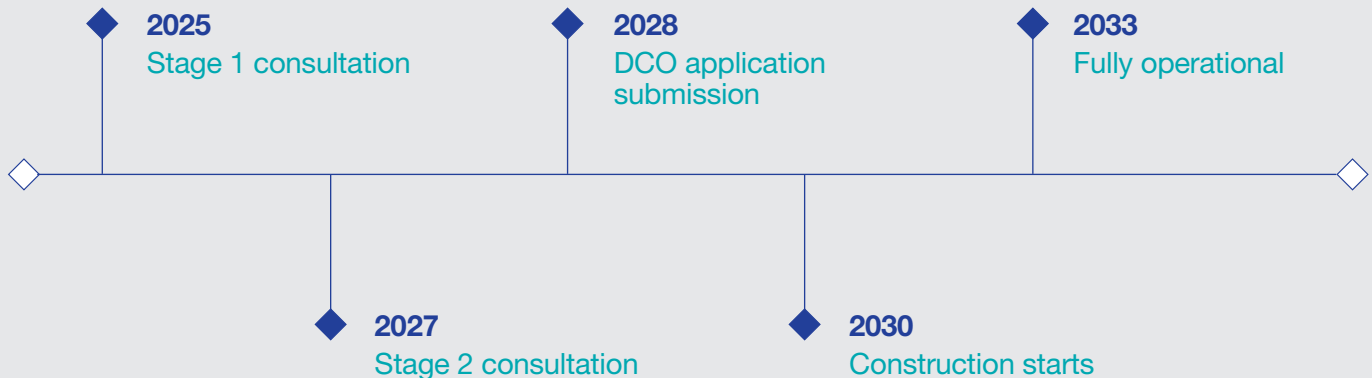 2025
Stage 1 consultation
2027
Stage 2 consultation
2028
DCO application
submission
2030
Construction starts
2033
Fully operational